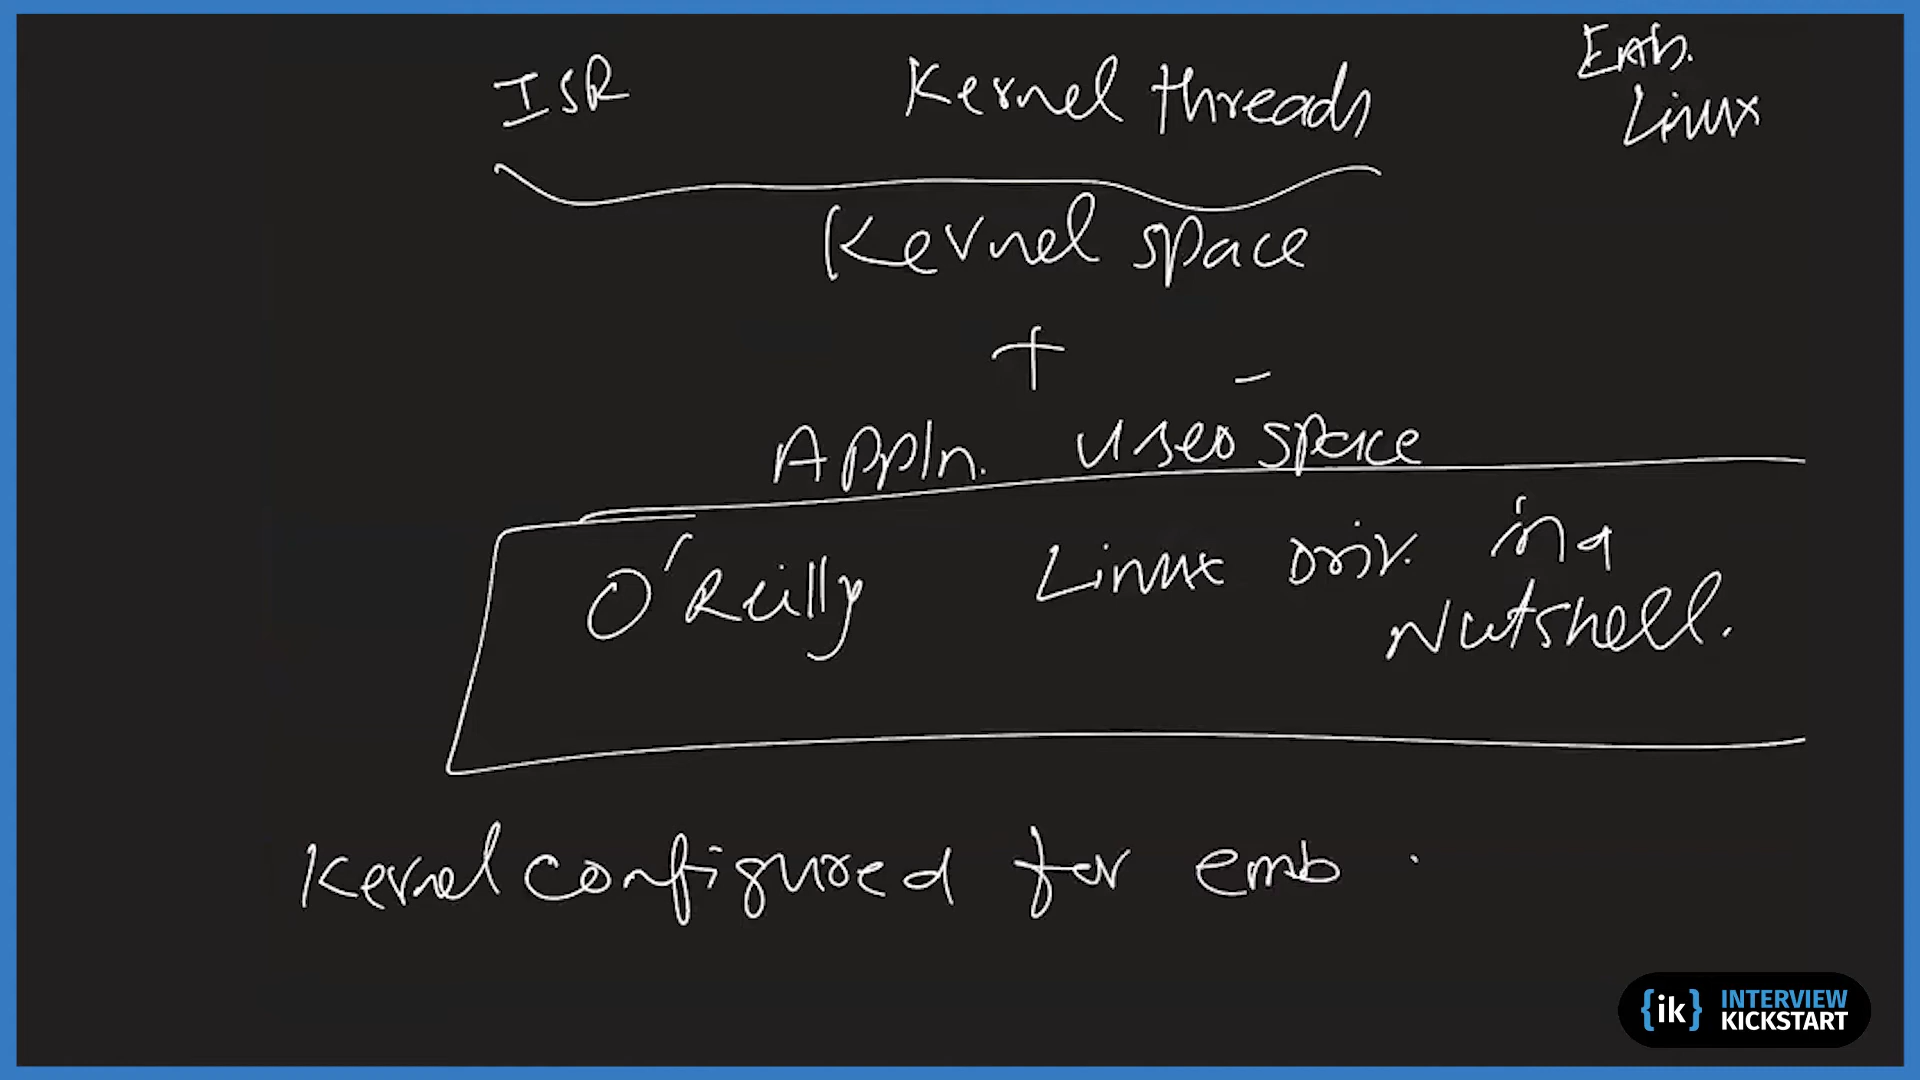 ISR Kernel threads
Emb.
Linux
Kernel space
+
Appln. user space
O'Reilly Linux Driv. in a
Nutshell.
Kernel configured for emb.
{ik} INTERVIEW
KICKSTART